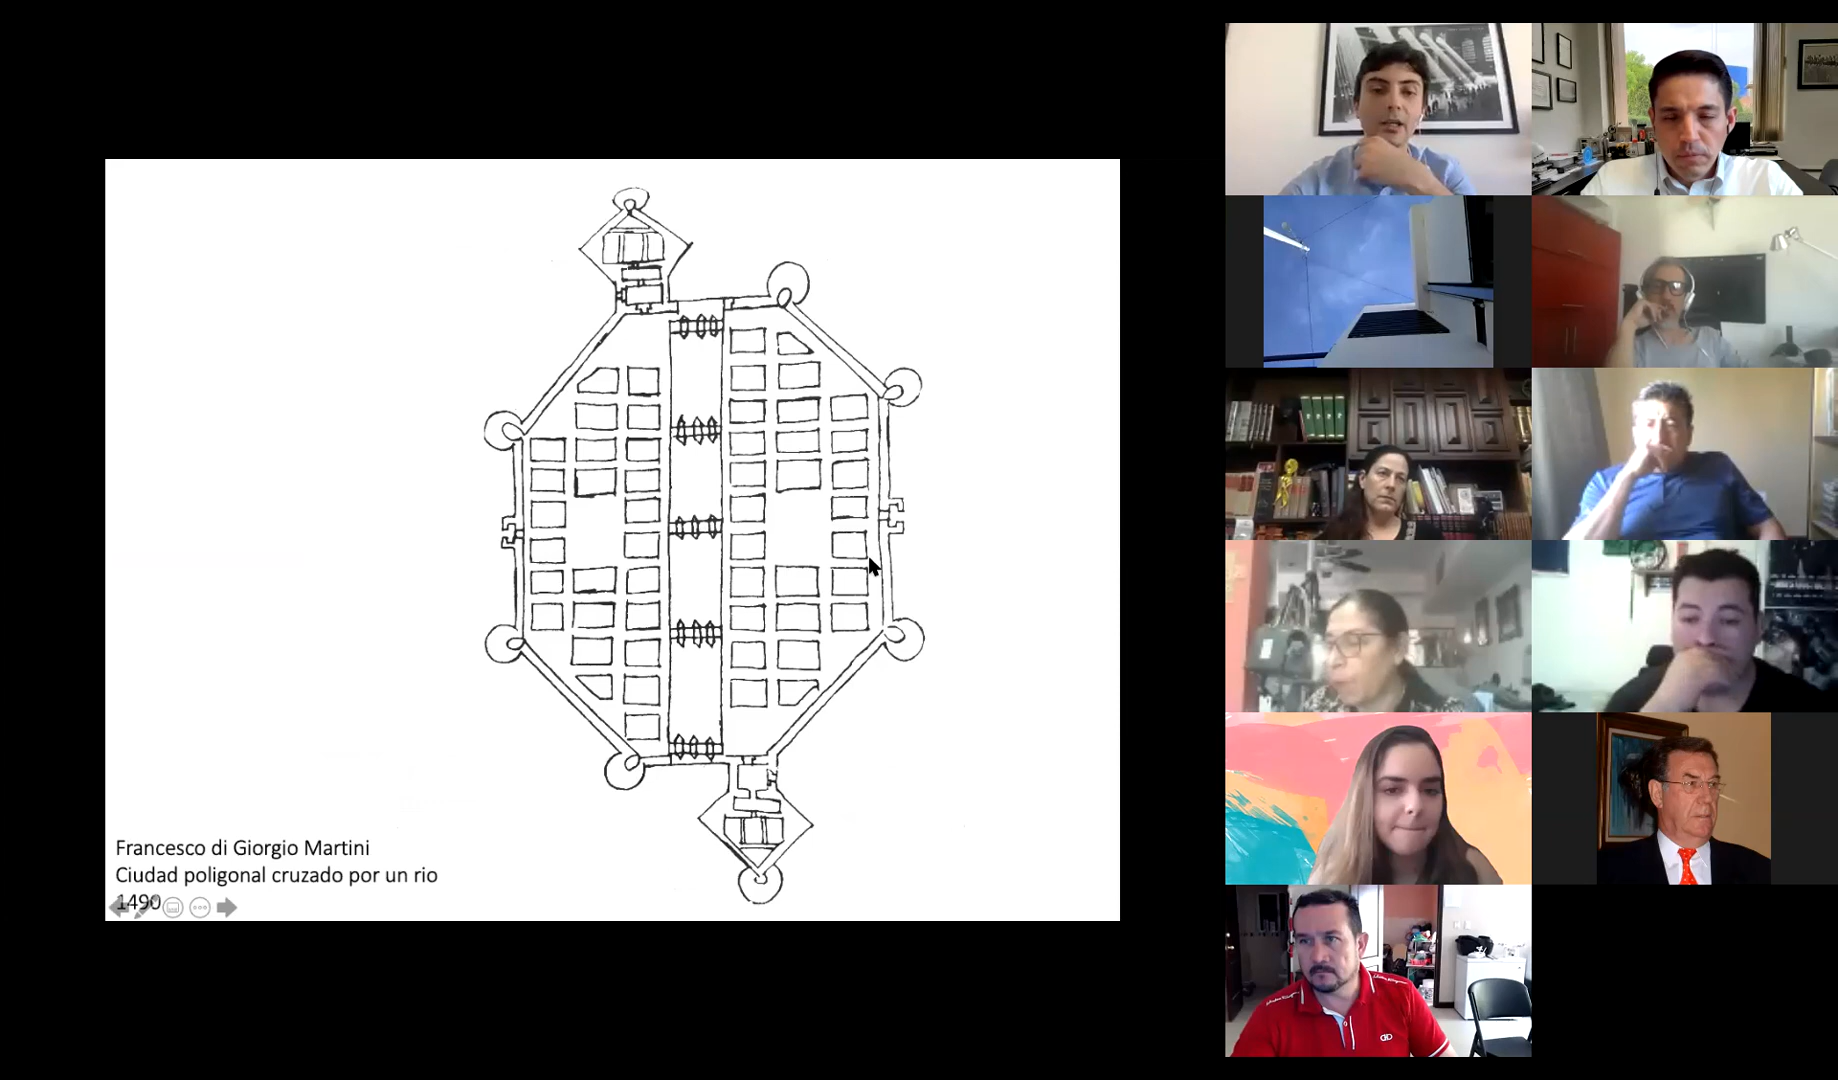 Francesco di Giorgio Martini
Ciudad poligonal cruzado por un rio
1490